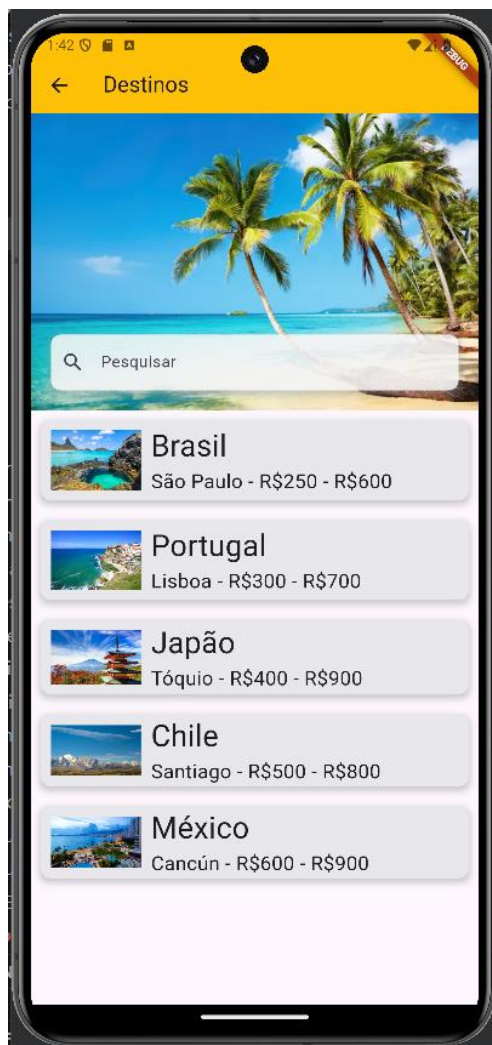 1:42
Destinos
Pesquisar
Brasil
São Paulo - R$250 - R$600
Portugal
Lisboa - R$300 - R$700
Japão
Tóquio - R$400 - R$900
Chile
Santiago - R$500 - R$800
México
Cancún - R$600 - R$900